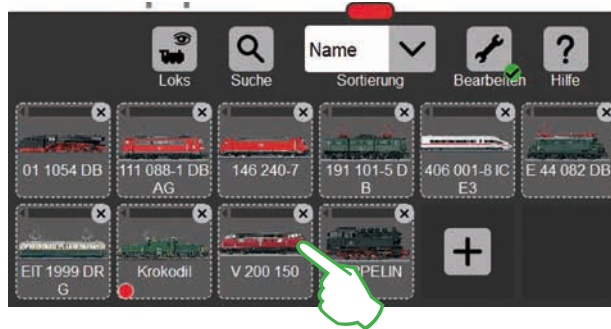 Name
?
Loks
Suche
Sortierung
Bearbeiten
Hilfe
01 1054 DB
111 088-1 DB
AG
146 240-7
191 101-5 D
B
406 001-8 IC
E3
E 44 082 DB
EIT 1999 DR
G
Krokodil
V 200 150
PPELIN